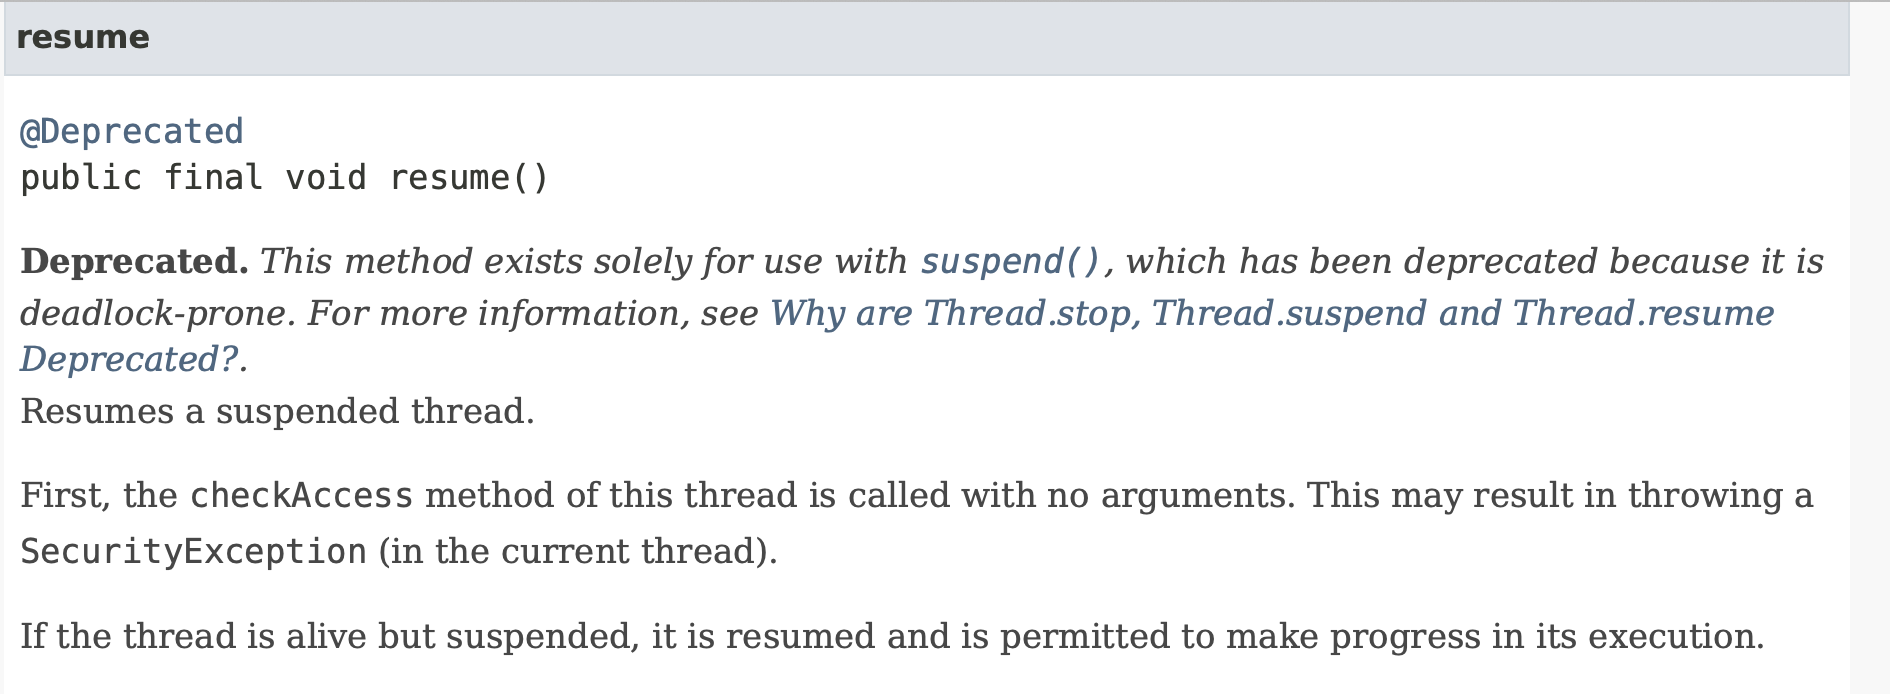 resume
@Deprecated
public final void resume()
Deprecated. This method exists solely for use with suspend(), which has been deprecated because it is
deadlock-prone. For more information, see Why are Thread.stop, Thread.suspend and Thread.resume
Deprecated?.
Resumes a suspended thread.
First, the checkAccess method of this thread is called with no arguments. This may result in throwing a
SecurityException (in the current thread).
If the thread is alive but suspended, it is resumed and is permitted to make progress in its execution.